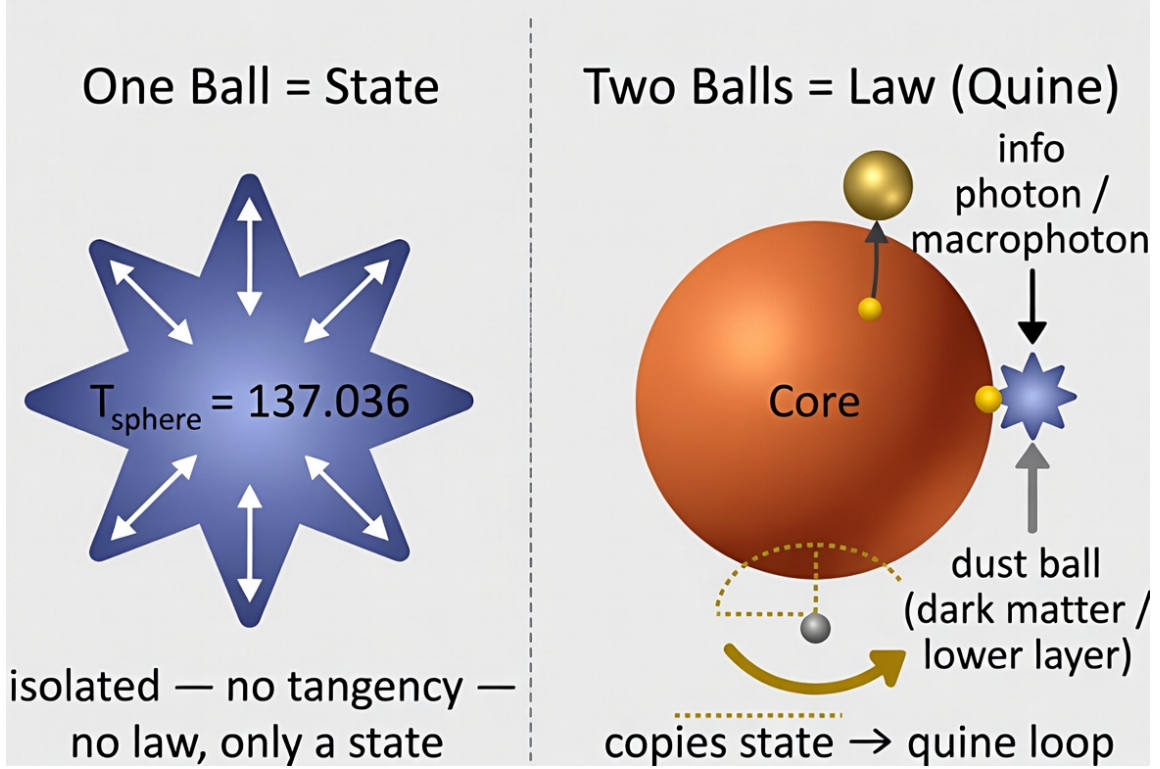 One Ball = State
T_sphere = 137.036
isolated — no tangency —
no law, only a state
Two Balls = Law (Quine)
info
photon /
macrophoton
Core
dust ball
(dark matter /
lower layer)
copies state → quine loop